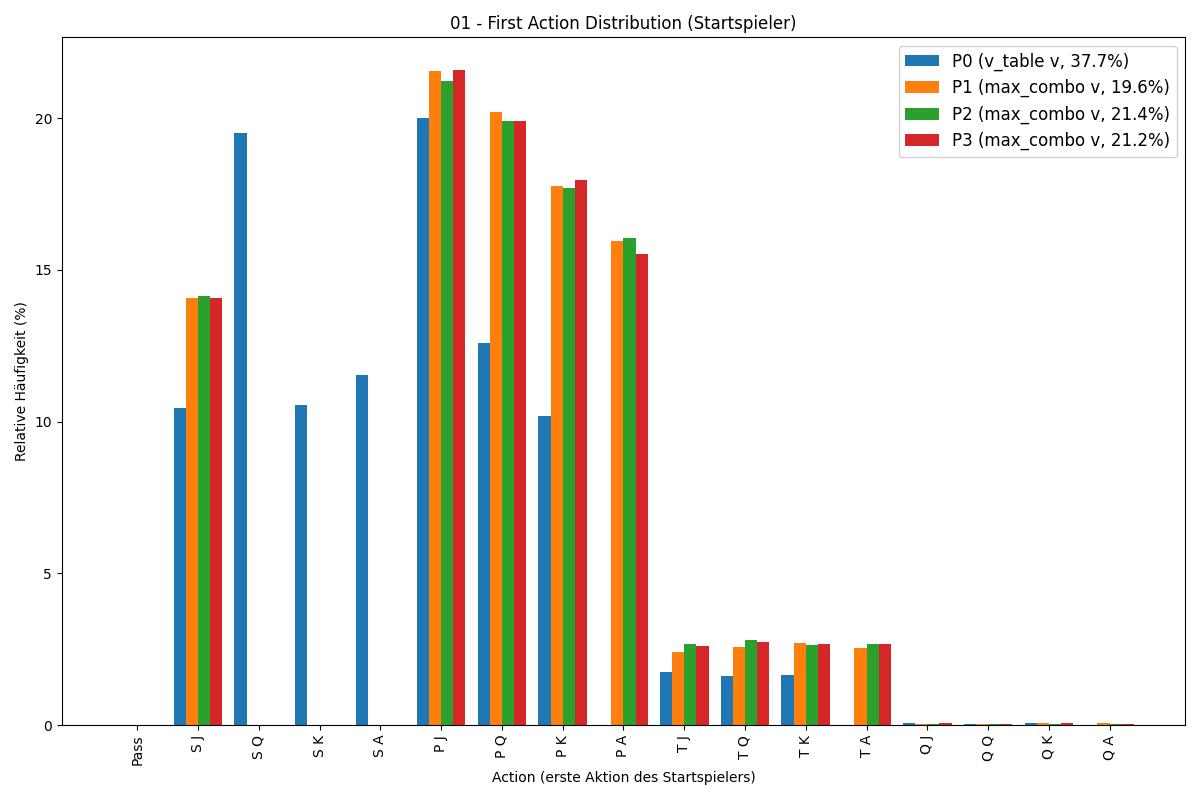 01 - First Action Distribution (Startspieler)
P0 (v_table v, 37.7%)
P1 (max_combo v, 19.6%)
P2 (max_combo v, 21.4%)
P3 (max_combo v, 21.2%)
Relative Häufigkeit (%)
20
15
10
5
0
Pass
S J
S Q
S K
S A
P J
P Q
P K
P A
T J
T Q
T K
T A
Q J
Q Q
Q K
Q A
Action (erste Aktion des Startspielers)